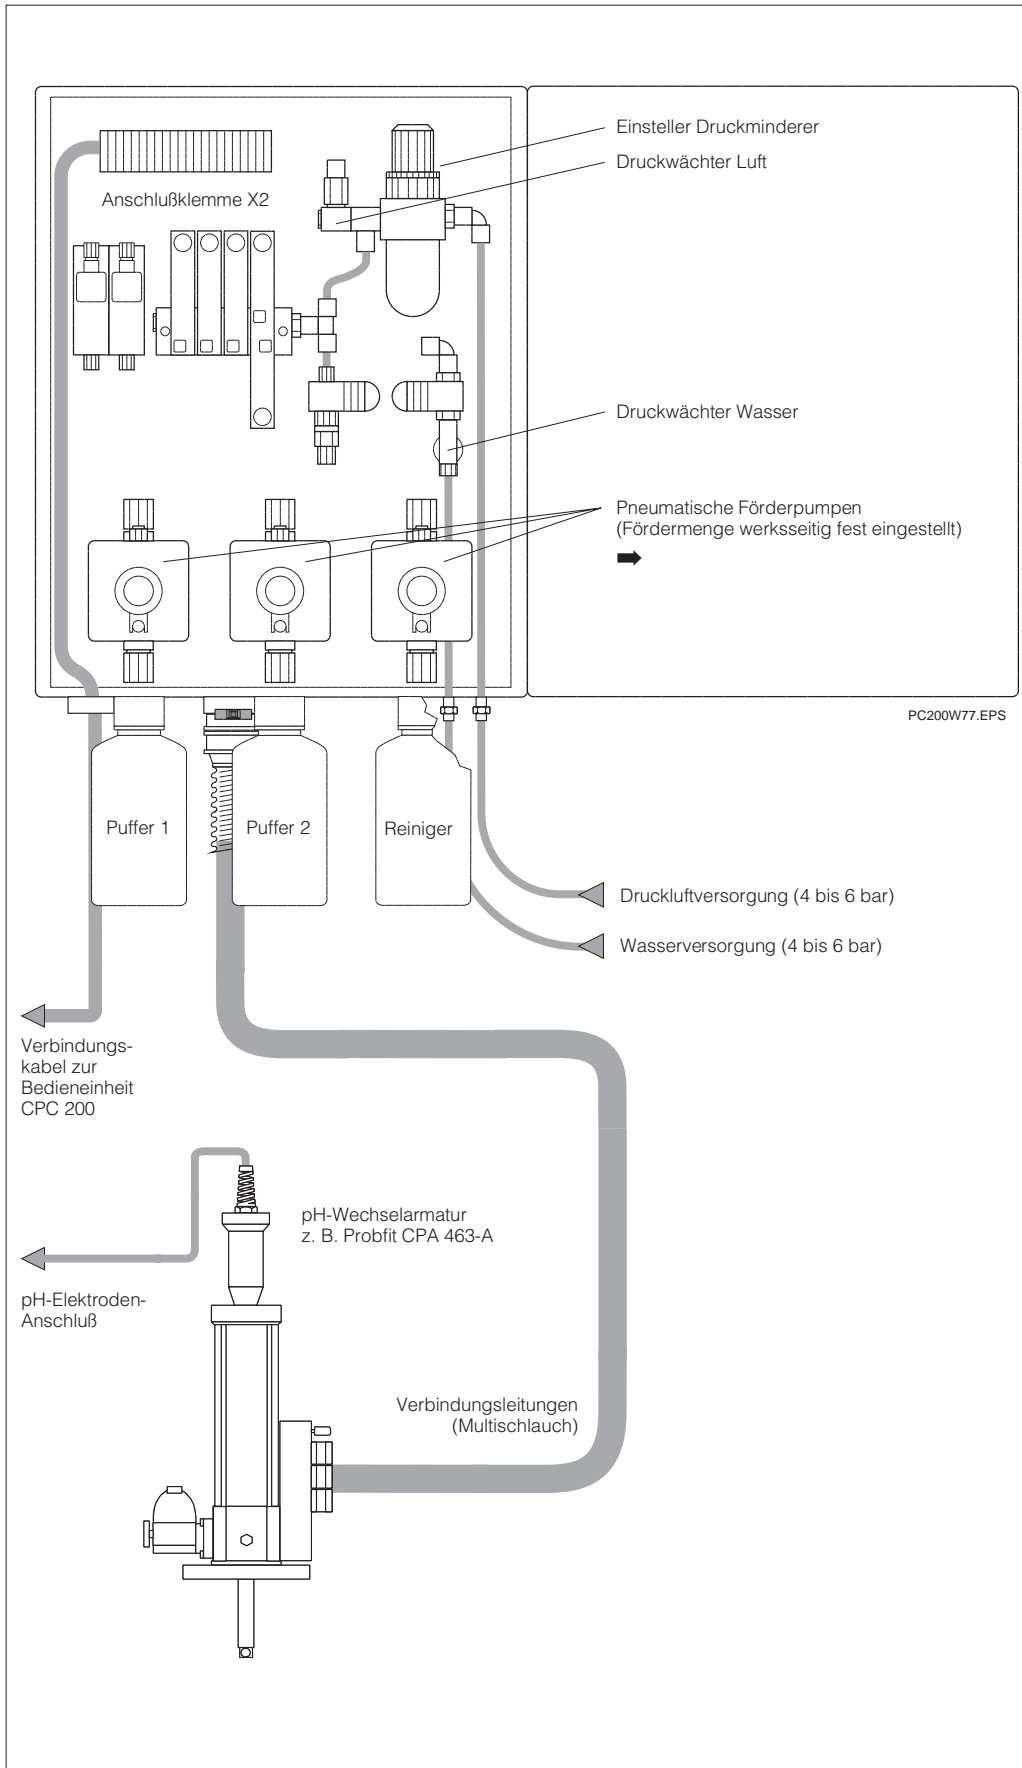 Einsteller Druckminderer
Druckwächter Luft
Anschlußklemme X2
Druckwächter Wasser
Pneumatische Förderpumpen
(Fördermenge werksseitig fest eingestellt)
PC200W77.EPS
Puffer 1
Puffer 2
Reiniger
Druckluftversorgung (4 bis 6 bar)
Wasserversorgung (4 bis 6 bar)
Verbindungs-
kabel zur
Bedieneinheit
CPC 200
pH-Wechselarmatur
z. B. Probfit CPA 463-A
pH-Elektroden-
Anschluß
Verbindungsleitungen
(Multischlauch)